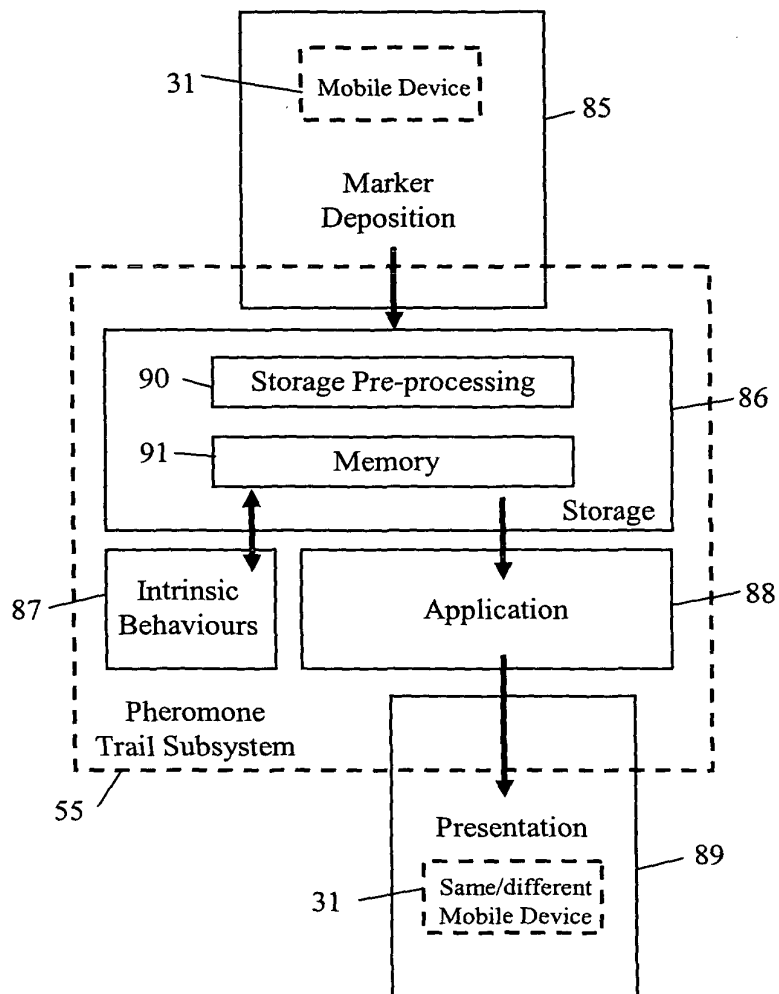 31
Mobile Device
85
Marker
Deposition
90
Storage Pre-processing
86
91
Memory
Storage
87
Intrinsic
Behaviours
Application
88
Pheromone
Trail Subsystem
55
Presentation
89
31
Same/different
Mobile Device